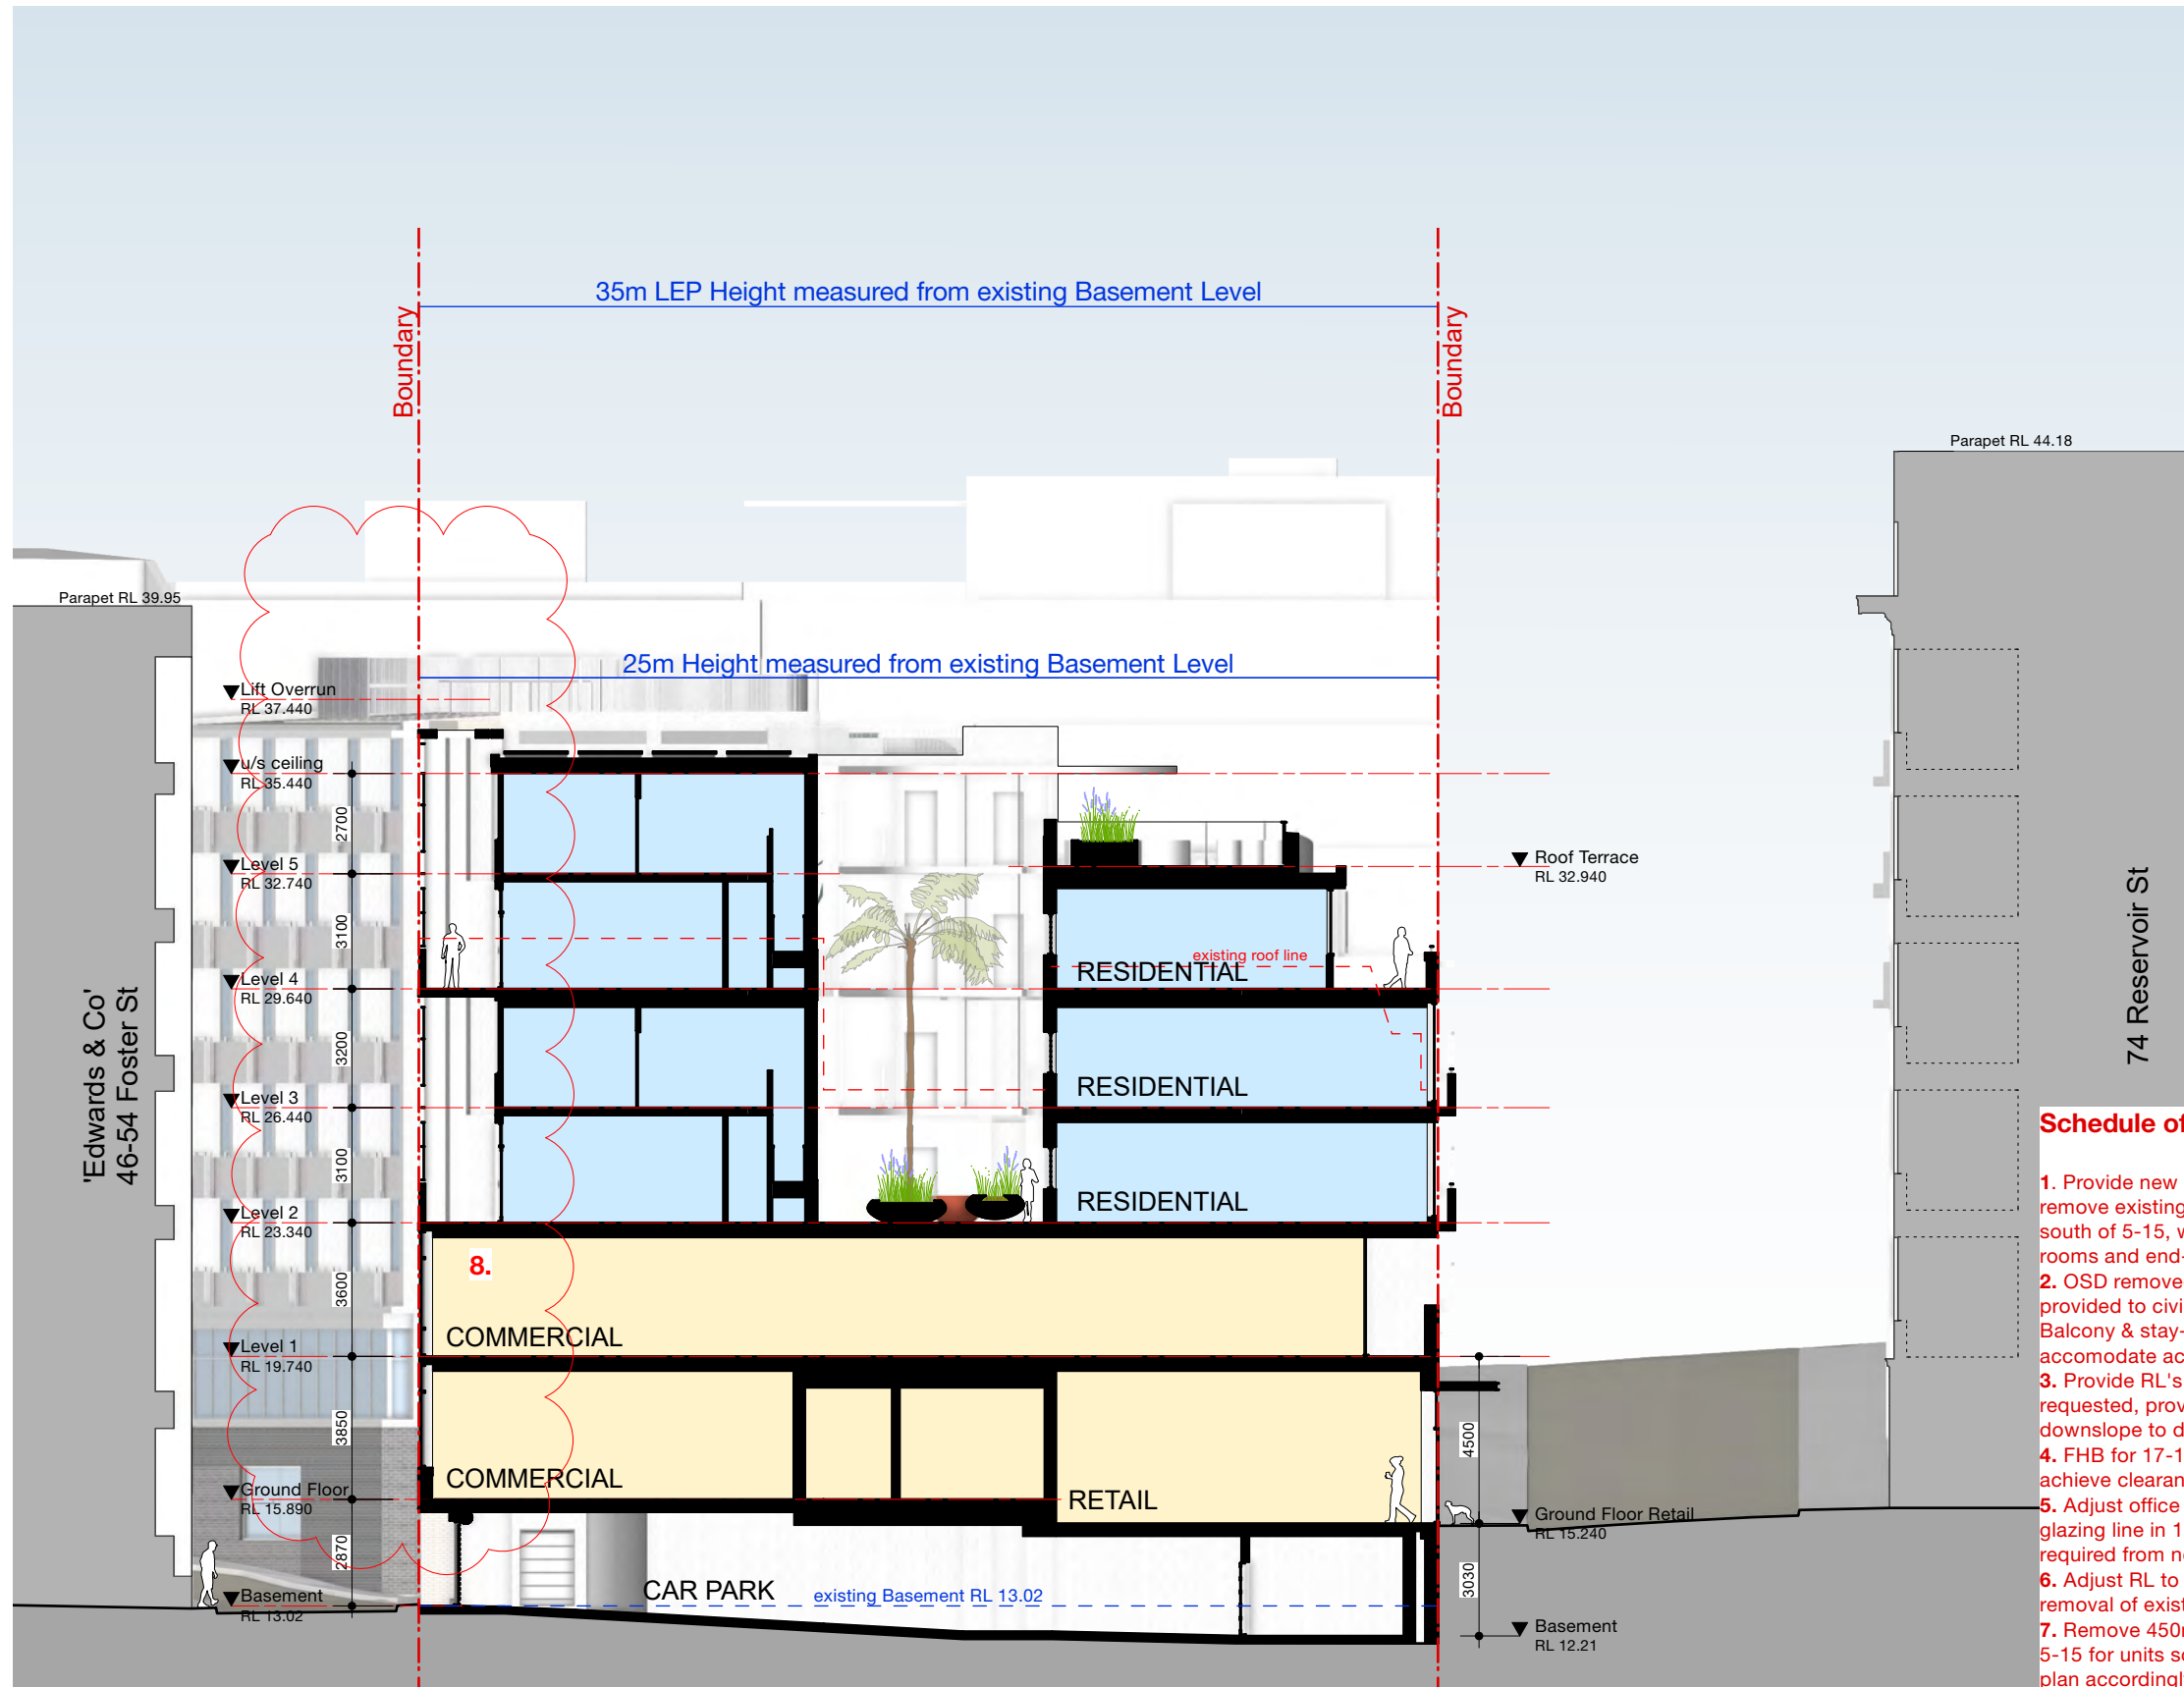 35m LEP Height measured from existing Basement Level
Boundary
Boundary
Parapet RL 44.18
Parapet RL 39.95
25m Height measured from existing Basement Level
Lift Overrun
RL 37.440
u/s ceiling
RL 35.440
2700
Level 5
RL 32.740
Roof Terrace
RL 32.940
3100
existing roof line
RESIDENTIAL
Level 4
RL 29.640
'Edwards & Co'
46-54 Foster St
74 Reservoir St
3200
RESIDENTIAL
Level 3
RL 26.440
3100
RESIDENTIAL
Level 2
RL 23.340
8.
3600
COMMERCIAL
Level 1
RL 19.740
3850
4500
COMMERCIAL
RETAIL
Ground Floor
RL 15.890
Ground Floor Retail
RL 15.240
2870
3030
CAR PARK
existing Basement RL 13.02
Basement
RL 13.02
Basement
RL 12.21
Schedule of
1. Provide new
remove existing
south of 5-15, w
rooms and end-
2. OSD remove
provided to civi
Balcony & stay-
accomodate ac
3. Provide RL's
requested, prov
downslope to d
4. FHB for 17-1
achieve clearan
5. Adjust office
glazing line in 1
required from n
6. Adjust RL to
removal of exist
7. Remove 450
5-15 for units s
plan accordingly